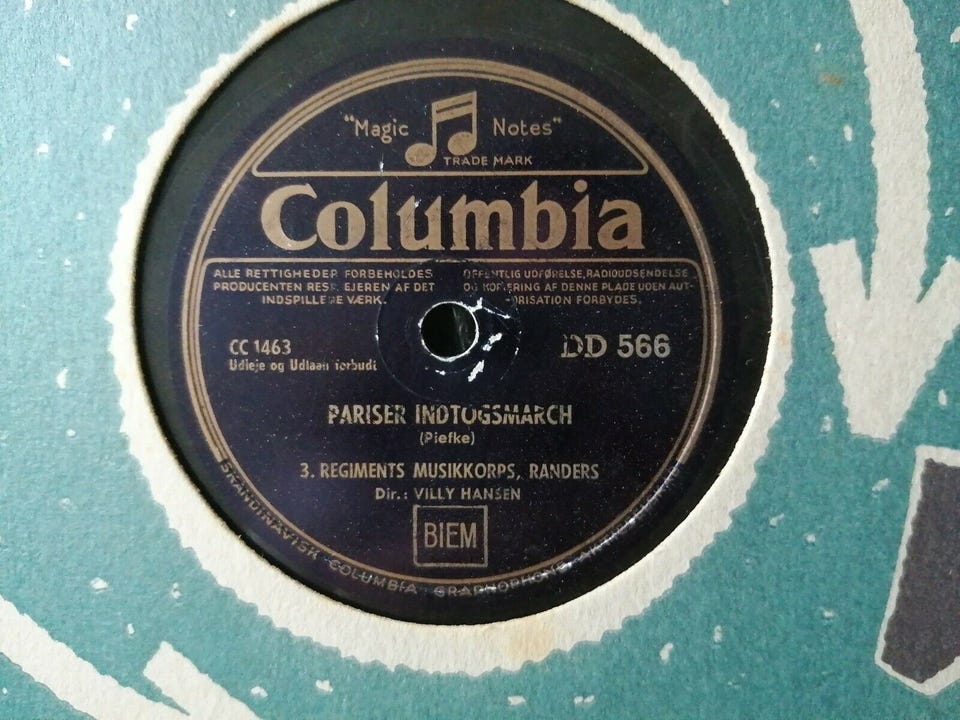 "Magic Notes"
TRADE MARK
Columbia
ALLE RETTIGHEDER FORBEHOLDES
PRODUCENTEN RESP. EJEREN AF DET
INDSPILLEDE VÆRK.
OFFENTLIG UDFØRELSE, RADIOUDSENDELSE
OG KOPIERING AF DENNE PLADE UDEN AUT-
ORISATION FORBYDES.
CC 1463
Udleje og Udlaan forbudt
DD 566
PARISER INDTOGSMARCH
(Piefke)
3. REGIMENTS MUSIKKORPS, RANDERS
Dir.: VILLY HANSEN
BIEM
SKANDINAVISK COLUMBIA GRAPHOPHONE